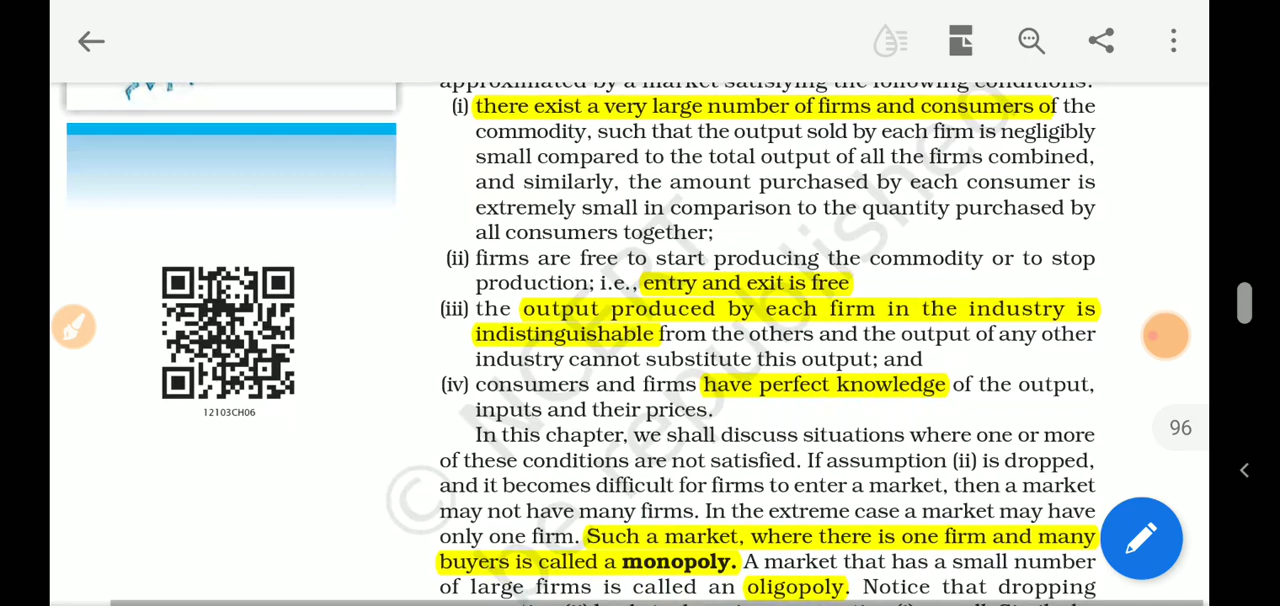 approximated by a market satisfying the following conditions:
(i) there exist a very large number of firms and consumers of the
commodity, such that the output sold by each firm is negligibly
small compared to the total output of all the firms combined,
and similarly, the amount purchased by each consumer is
extremely small in comparison to the quantity purchased by
all consumers together;
(ii) firms are free to start producing the commodity or to stop
production; i.e., entry and exit is free
(iii) the output produced by each firm in the industry is
indistinguishable from the others and the output of any other
industry cannot substitute this output; and
(iv) consumers and firms have perfect knowledge of the output,
inputs and their prices.
In this chapter, we shall discuss situations where one or more
of these conditions are not satisfied. If assumption (ii) is dropped,
and it becomes difficult for firms to enter a market, then a market
may not have many firms. In the extreme case a market may have
only one firm. Such a market, where there is one firm and many
buyers is called a monopoly. A market that has a small number
of large firms is called an oligopoly. Notice that dropping
12103CH06
96
© NCERT
be republished